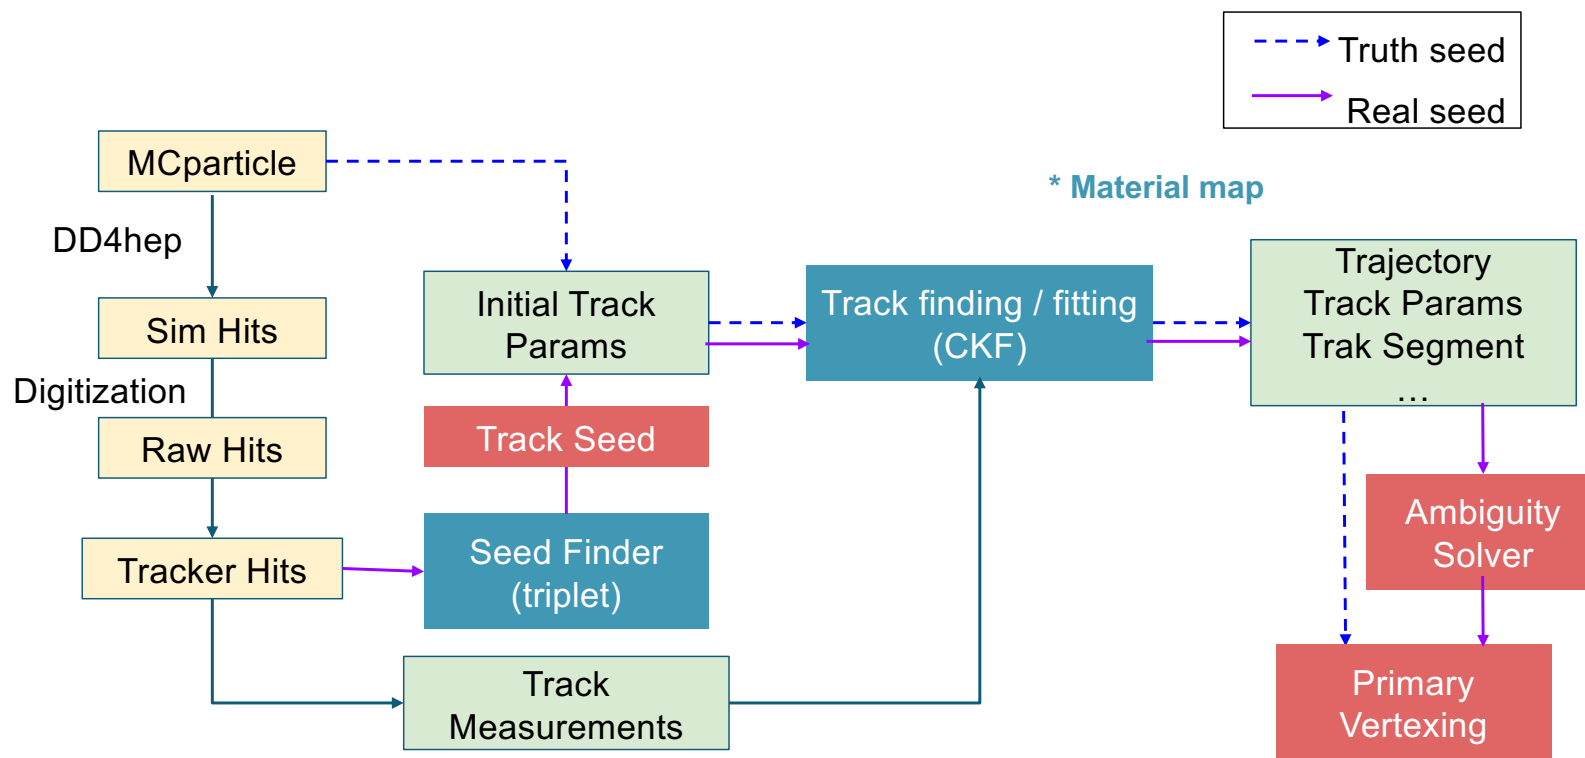 Truth seed
Real seed
MCparticle
* Material map
DD4hep
Sim Hits
Digitization
Raw Hits
Tracker Hits
Initial Track
Params
Track Seed
Seed Finder
(triplet)
Track
Measurements
Track finding / fitting
(CKF)
Trajectory
Track Params
Trak Segment
…
Ambiguity
Solver
Primary
Vertexing